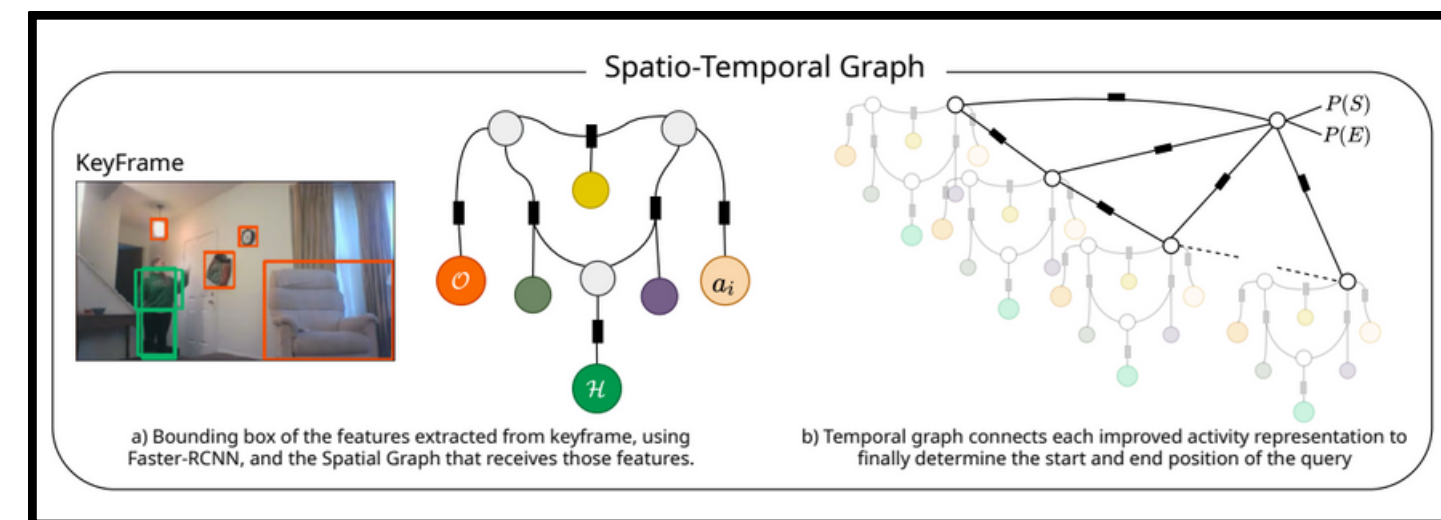 Spatio-Temporal Graph
KeyFrame
𝒪
a_i
ℋ
a) Bounding box of the features extracted from keyframe, using
Faster-RCNN, and the Spatial Graph that receives those features.
P(S)
P(E)
b) Temporal graph connects each improved activity representation to
finally determine the start and end position of the query